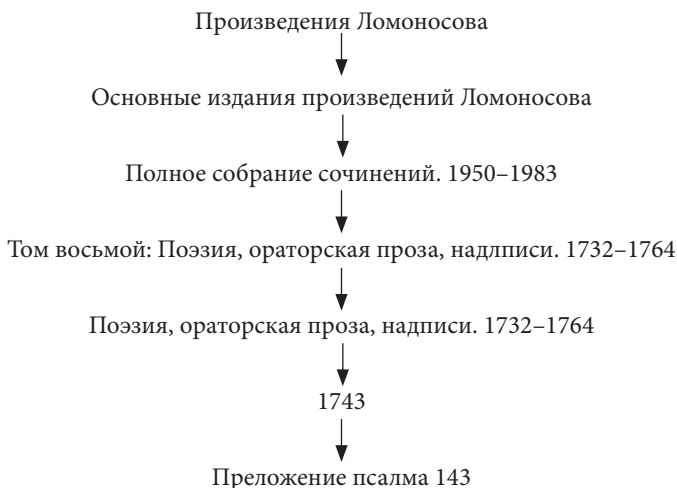 Произведения Ломоносова
Основные издания произведений Ломоносова
Полное собрание сочинений. 1950–1983
Том восьмой: Поэзия, ораторская проза, надлписи. 1732–1764
Поэзия, ораторская проза, надписи. 1732–1764
1743
Преложение псалма 143